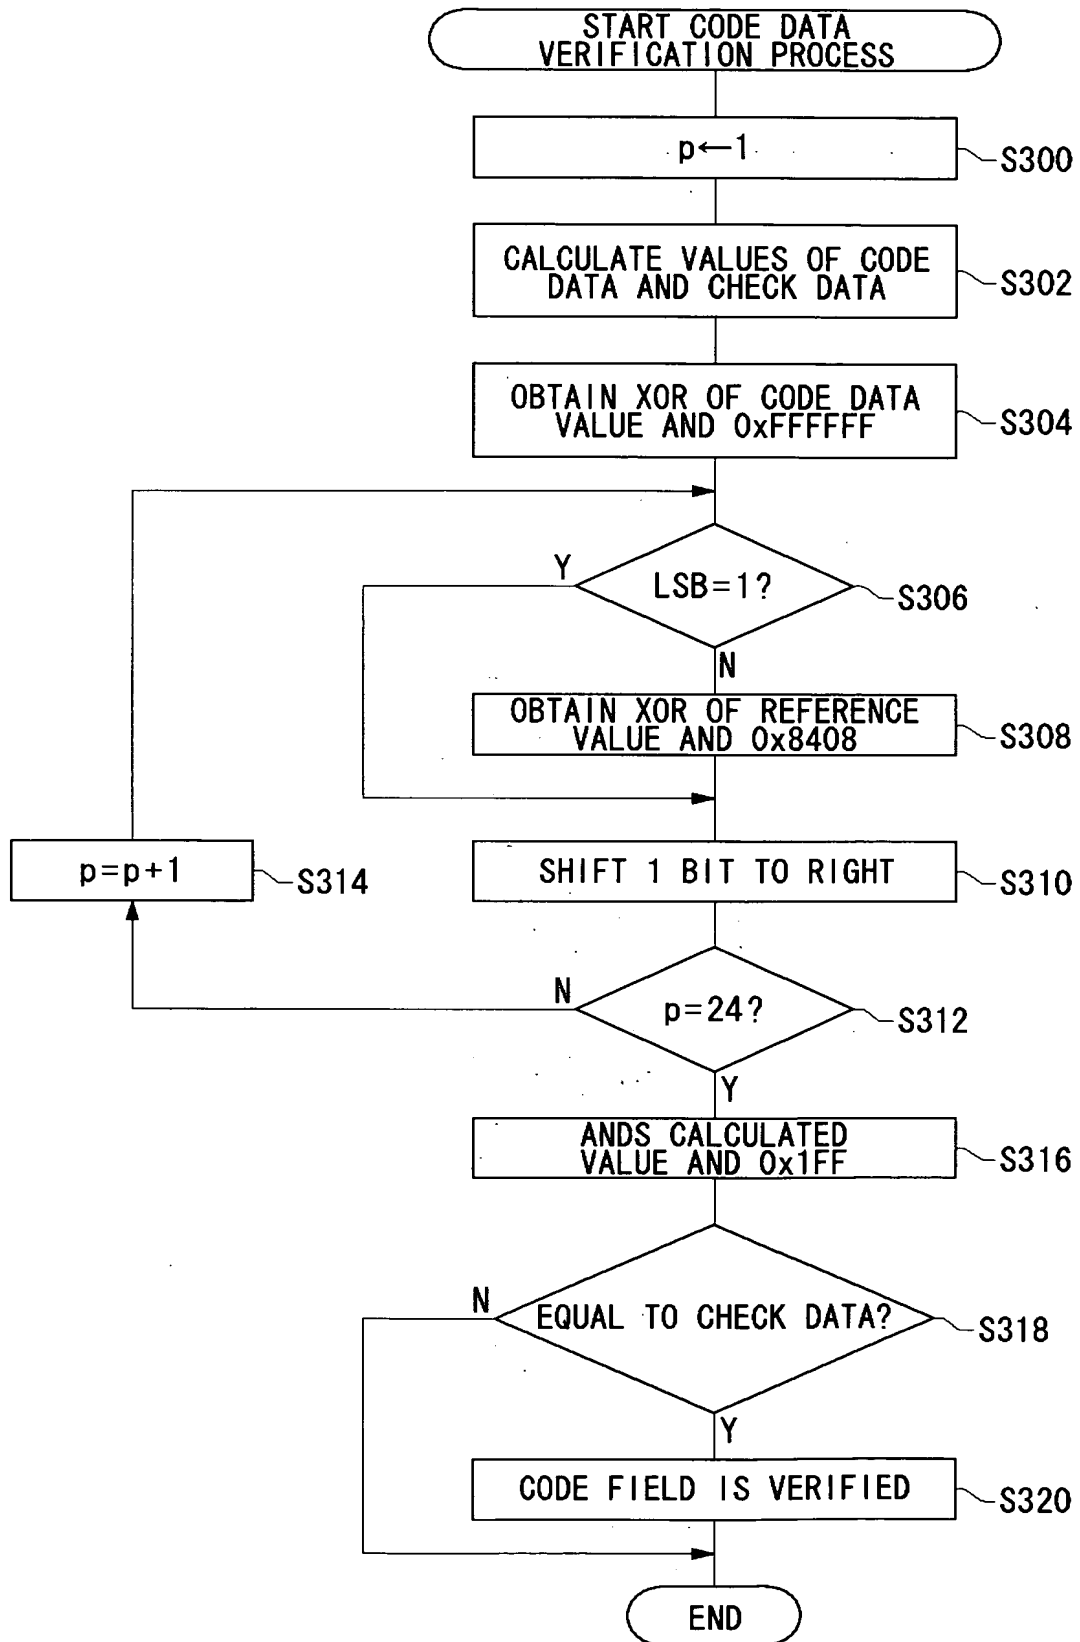 START CODE DATA
VERIFICATION PROCESS
p←1
S300
CALCULATE VALUES OF CODE
DATA AND CHECK DATA
S302
OBTAIN XOR OF CODE DATA
VALUE AND 0xFFFFFF
S304
Y
LSB=1?
S306
N
OBTAIN XOR OF REFERENCE
VALUE AND 0x8408
S308
p=p+1
S314
SHIFT 1 BIT TO RIGHT
S310
N
p=24?
S312
Y
ANDS CALCULATED
VALUE AND 0x1FF
S316
N
EQUAL TO CHECK DATA?
S318
Y
CODE FIELD IS VERIFIED
S320
END